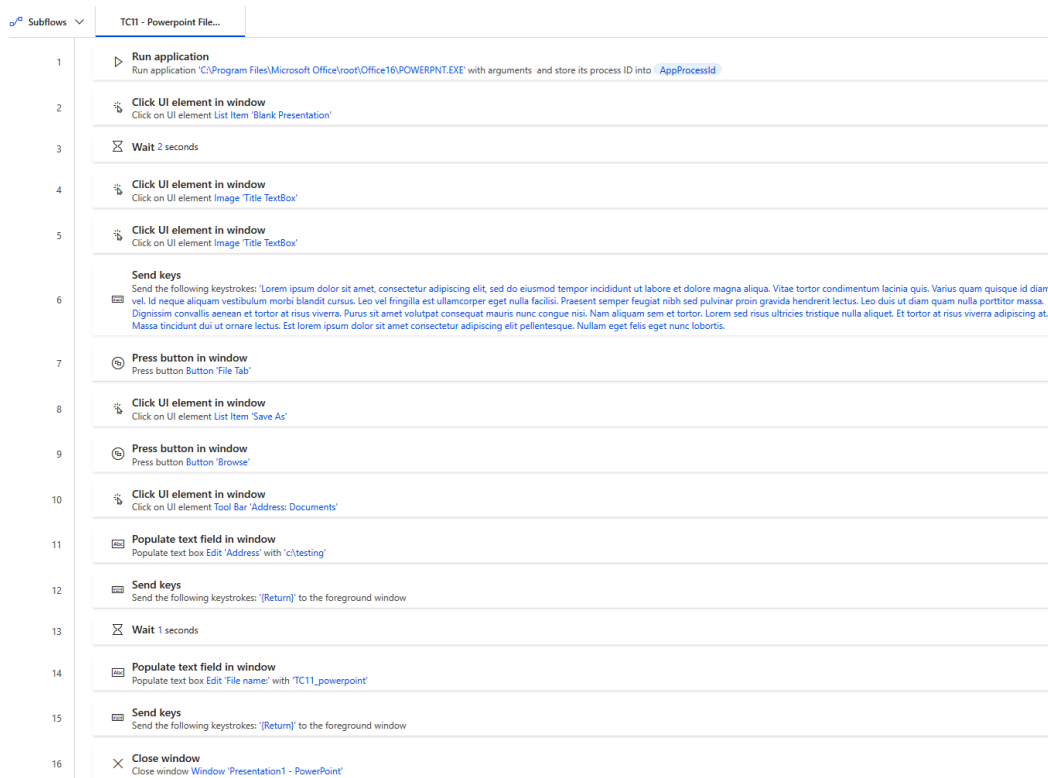 Subflows
TC11 - Powerpoint File...
1
Run application
Run application 'C:\Program Files\Microsoft Office\root\Office16\POWERPNT.EXE' with arguments and store its process ID into AppProcessId
2
Click UI element in window
Click on UI element List Item 'Blank Presentation'
3
Wait 2 seconds
4
Click UI element in window
Click on UI element Image 'Title TextBox'
5
Click UI element in window
Click on UI element Image 'Title TextBox'
6
Send keys
Send the following keystrokes: 'Lorem ipsum dolor sit amet, consectetur adipiscing elit, sed do eiusmod tempor incididunt ut labore et dolore magna aliqua. Vitae tortor condimentum lacinia quis. Varius quam quisque id diam
vel. Id neque aliquam vestibulum morbi blandit cursus. Leo vel fringilla est ullamcorper eget nulla facilisi. Praesent semper feugiat nibh sed pulvinar proin gravida hendrerit lectus. Leo duis ut diam quam nulla porttitor massa.
Dignissim convallis aenean et tortor at risus viverra. Purus sit amet volutpat consequat mauris nunc congue nisi. Nam aliquam sem et tortor. Lorem sed risus ultricies tristique nulla aliquet. Et tortor at risus viverra adipiscing at.
Massa tincidunt dui ut ornare lectus. Est lorem ipsum dolor sit amet consectetur adipiscing elit pellentesque. Nullam eget felis eget nunc lobortis.
7
Press button in window
Press button Button 'File Tab'
8
Click UI element in window
Click on UI element List Item 'Save As'
9
Press button in window
Press button Button 'Browse'
10
Click UI element in window
Click on UI element Tool Bar 'Address: Documents'
11
Populate text field in window
Populate text box Edit 'Address' with 'c:\testing'
12
Send keys
Send the following keystrokes: '{Return}' to the foreground window
13
Wait 1 seconds
14
Populate text field in window
Populate text box Edit 'File name:' with 'TC11_powerpoint'
15
Send keys
Send the following keystrokes: '{Return}' to the foreground window
16
Close window
Close window Window 'Presentation1 - PowerPoint'